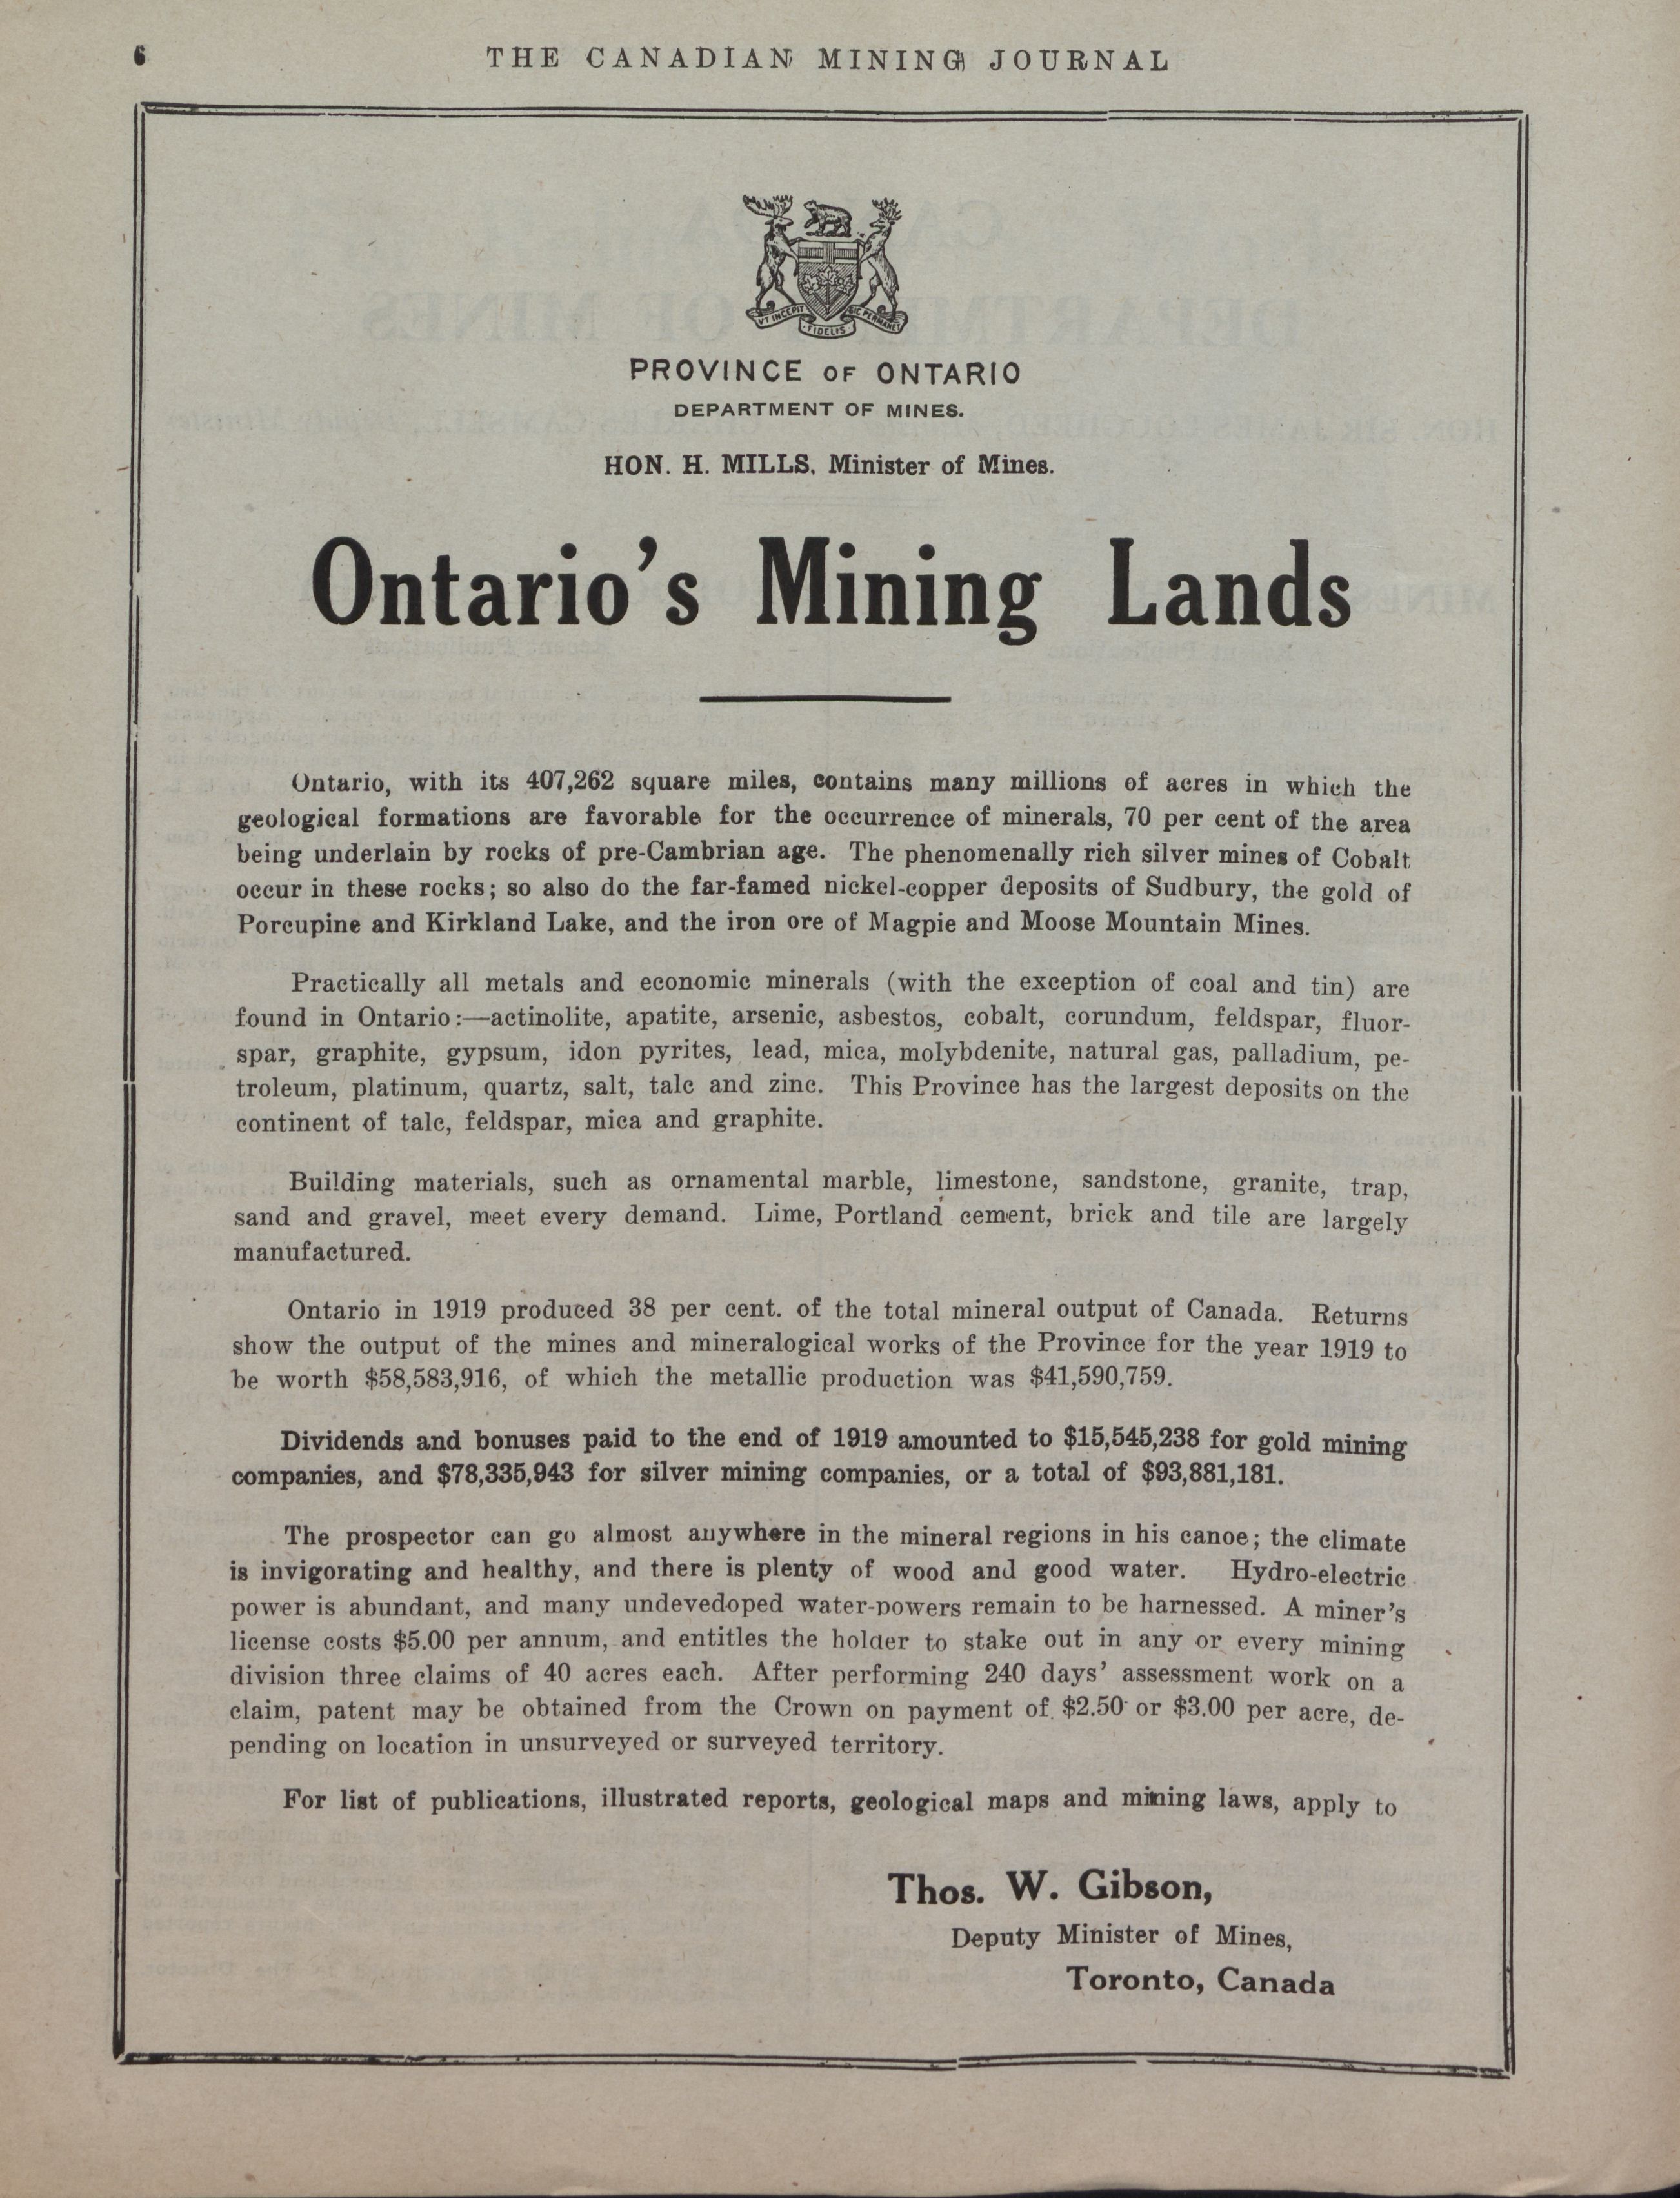 6
THE CANADIAN MINING JOURNAL
VT INCEPIT
FIDELIS
SIC PERMANET
PROVINCE OF ONTARIO
DEPARTMENT OF MINES.
HON. H. MILLS, Minister of Mines.
Ontario's Mining Lands
Ontario, with its 407,262 square miles, contains many millions of acres in which the
geological formations are favorable for the occurrence of minerals, 70 per cent of the area
being underlain by rocks of pre-Cambrian age. The phenomenally rich silver mines of Cobalt
occur in these rocks; so also do the far-famed nickel-copper deposits of Sudbury, the gold of
Porcupine and Kirkland Lake, and the iron ore of Magpie and Moose Mountain Mines.
Practically all metals and economic minerals (with the exception of coal and tin) are
found in Ontario:—actinolite, apatite, arsenic, asbestos, cobalt, corundum, feldspar, fluor-
spar, graphite, gypsum, idon pyrites, lead, mica, molybdenite, natural gas, palladium, pe-
troleum, platinum, quartz, salt, talc and zinc. This Province has the largest deposits on the
continent of talc, feldspar, mica and graphite.
Building materials, such as ornamental marble, limestone, sandstone, granite, trap,
sand and gravel, meet every demand. Lime, Portland cement, brick and tile are largely
manufactured.
Ontario in 1919 produced 38 per cent. of the total mineral output of Canada. Returns
show the output of the mines and mineralogical works of the Province for the year 1919 to
be worth $58,583,916, of which the metallic production was $41,590,759.
Dividends and bonuses paid to the end of 1919 amounted to $15,545,238 for gold mining
companies, and $78,335,943 for silver mining companies, or a total of $93,881,181.
The prospector can go almost anywhere in the mineral regions in his canoe; the climate
is invigorating and healthy, and there is plenty of wood and good water. Hydro-electric
power is abundant, and many undevedoped water-powers remain to be harnessed. A miner's
license costs $5.00 per annum, and entitles the holder to stake out in any or every mining
division three claims of 40 acres each. After performing 240 days' assessment work on a
claim, patent may be obtained from the Crown on payment of $2.50 or $3.00 per acre, de-
pending on location in unsurveyed or surveyed territory.
For list of publications, illustrated reports, geological maps and mining laws, apply to
Thos. W. Gibson,
Deputy Minister of Mines,
Toronto, Canada